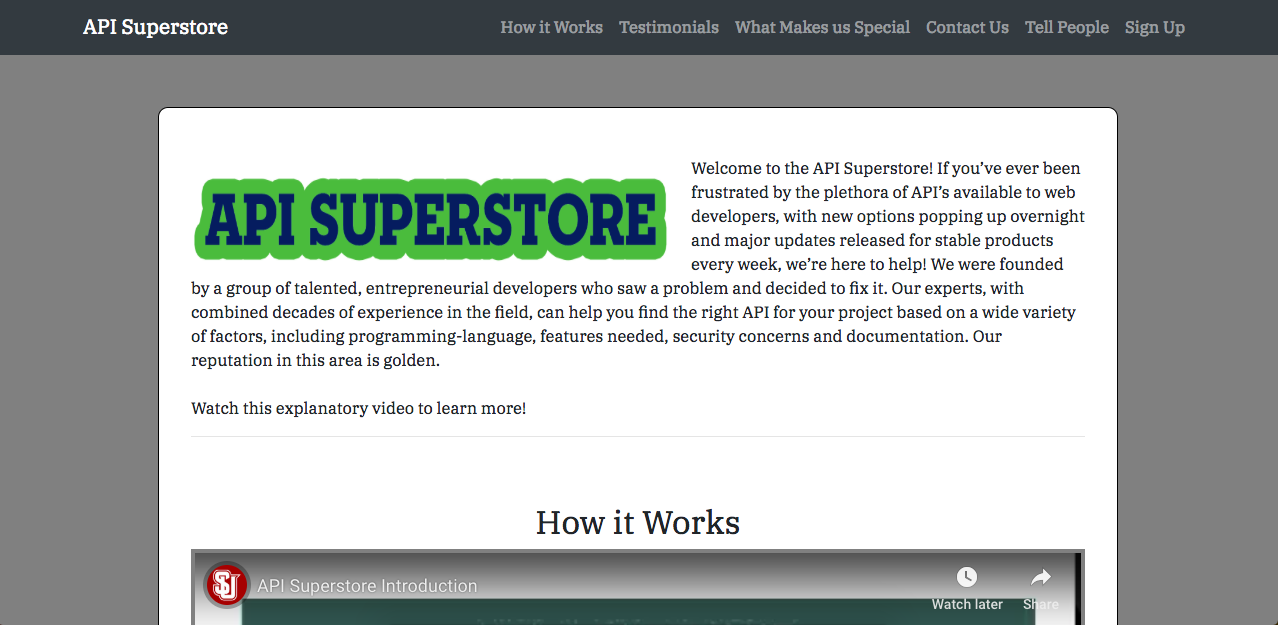 API Superstore
How it Works
Testimonials
What Makes us Special
Contact Us
Tell People
Sign Up
API SUPERSTORE
Welcome to the API Superstore! If you’ve ever been
frustrated by the plethora of API’s available to web
developers, with new options popping up overnight
and major updates released for stable products
every week, we’re here to help! We were founded
by a group of talented, entrepreneurial developers who saw a problem and decided to fix it. Our experts, with
combined decades of experience in the field, can help you find the right API for your project based on a wide variety
of factors, including programming-language, features needed, security concerns and documentation. Our
reputation in this area is golden.
Watch this explanatory video to learn more!
How it Works
SJ
API Superstore Introduction
Watch later
Share